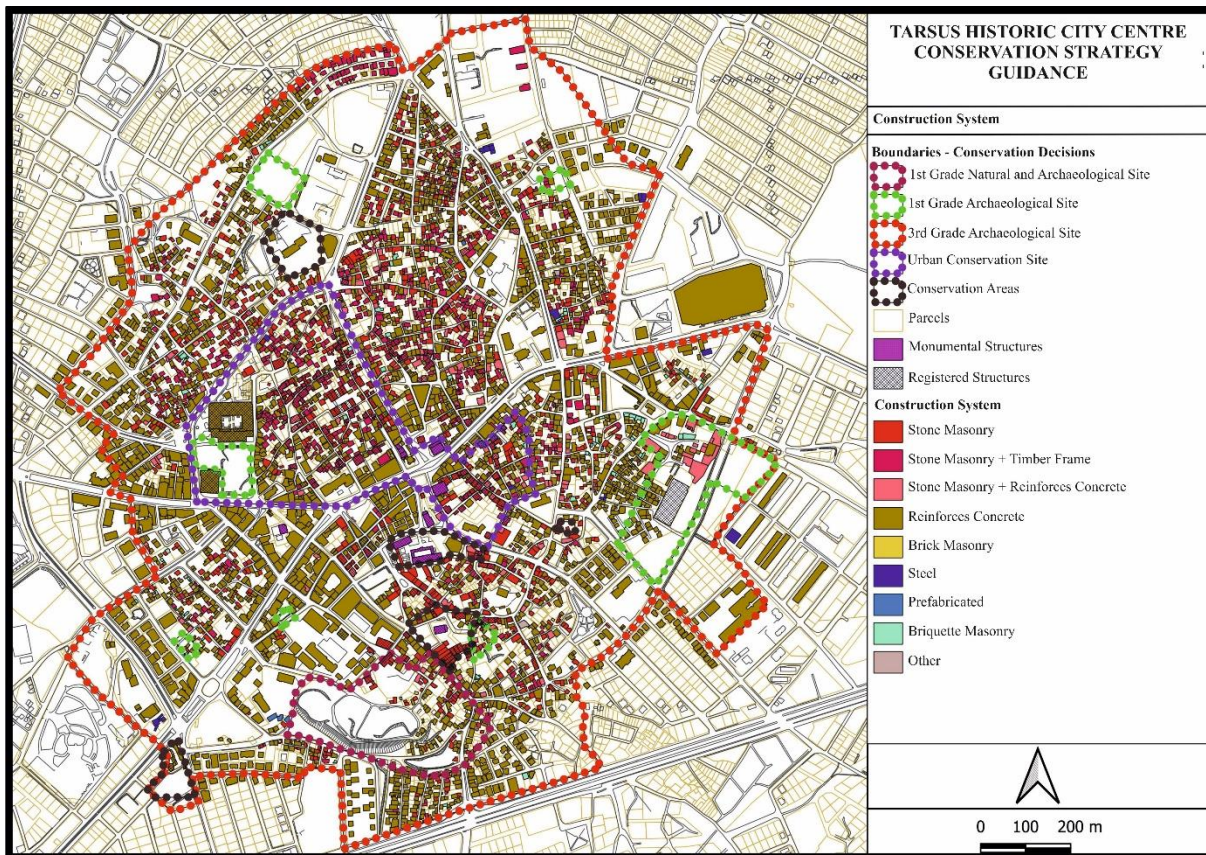 TARSUS HISTORIC CITY CENTRE
CONSERVATION STRATEGY
GUIDANCE
Construction System
Boundaries - Conservation Decisions
1st Grade Natural and Archaeological Site
1st Grade Archaeological Site
3rd Grade Archaeological Site
Urban Conservation Site
Conservation Areas
Parcels
Monumental Structures
Registered Structures
Construction System
Stone Masonry
Stone Masonry + Timber Frame
Stone Masonry + Reinforces Concrete
Reinforces Concrete
Brick Masonry
Steel
Prefabricated
Briquette Masonry
Other
0 100 200 m